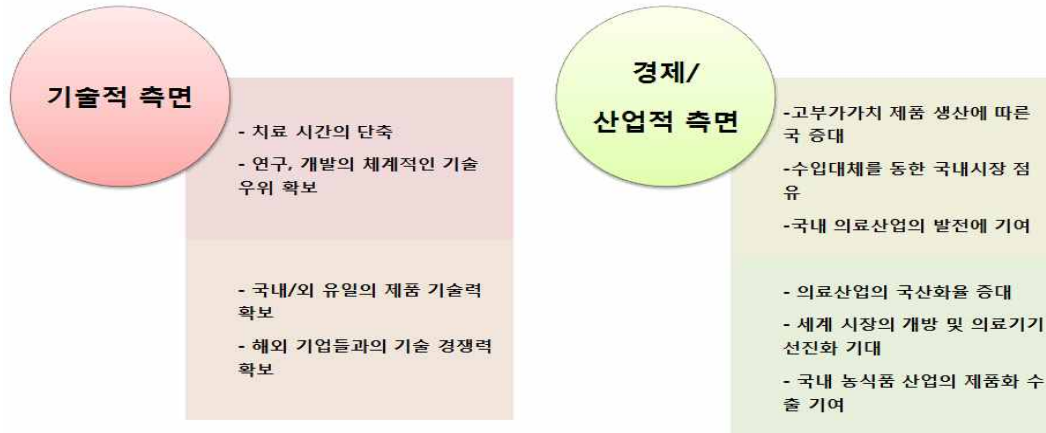 기술적 측면
- 치료 시간의 단축
- 연구, 개발의 체계적인 기술
우위 확보
- 국내/외 유일의 제품 기술력
확보
- 해외 기업들과의 기술 경쟁력
확보
경제/
산업적 측면
-고부가가치 제품 생산에 따른
국 증대
-수입대체를 동한 국내시장 점
유
-국내 의료산업의 발전에 기여
- 의료산업의 국산화율 증대
- 세계 시장의 개방 및 의료기기
선진화 기대
- 국내 농식품 산업의 제품화 수
출 기여